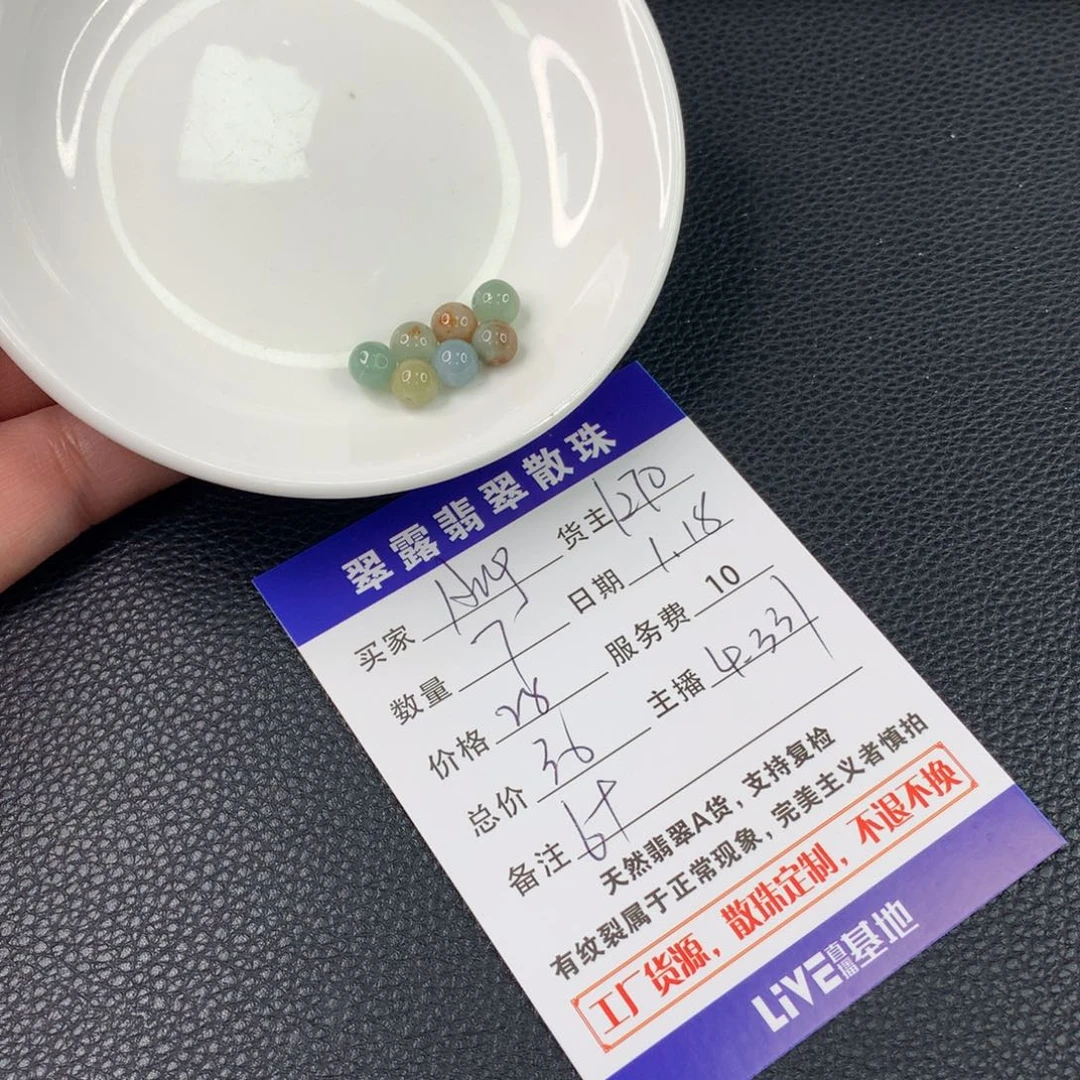 翠露翡翠散珠
买家 Ang 货主 1270
数量 7 日期 1.18
价格 28 服务费 10
总价 36 主播 4331
备注 6+
天然翡翠A货，支持复检
有纹裂属于正常现象，完美主义者慎拍
工厂货源，散珠定制，不退不换
LiVE直播基地